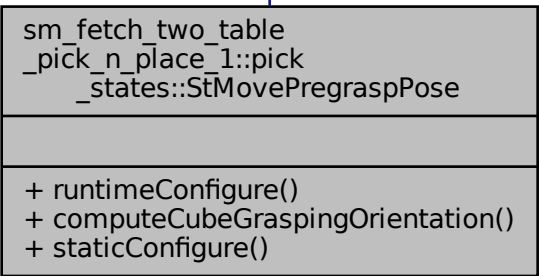 sm_fetch_two_table
_pick_n_place_1::pick
_states::StMovePregraspPose
+ runtimeConfigure()
+ computeCubeGraspingOrientation()
+ staticConfigure()